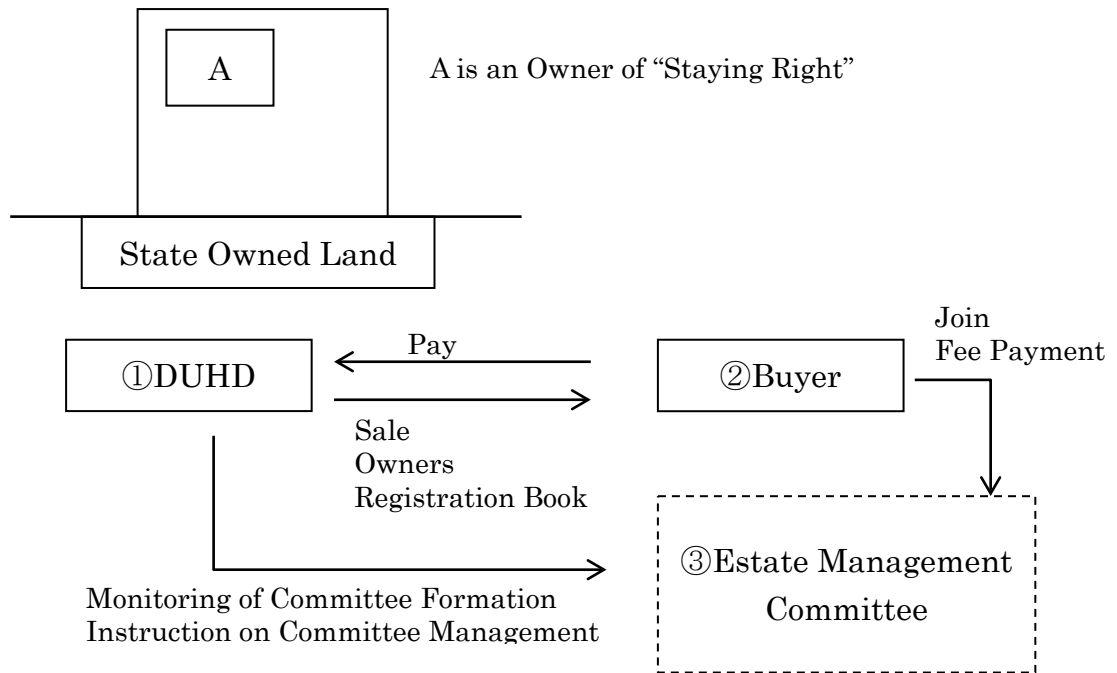 A
A is an Owner of “Staying Right”
State Owned Land
①DUHD
Pay
Sale
Owners
Registration Book
②Buyer
Join
Fee Payment
③Estate Management
Committee
Monitoring of Committee Formation
Instruction on Committee Management